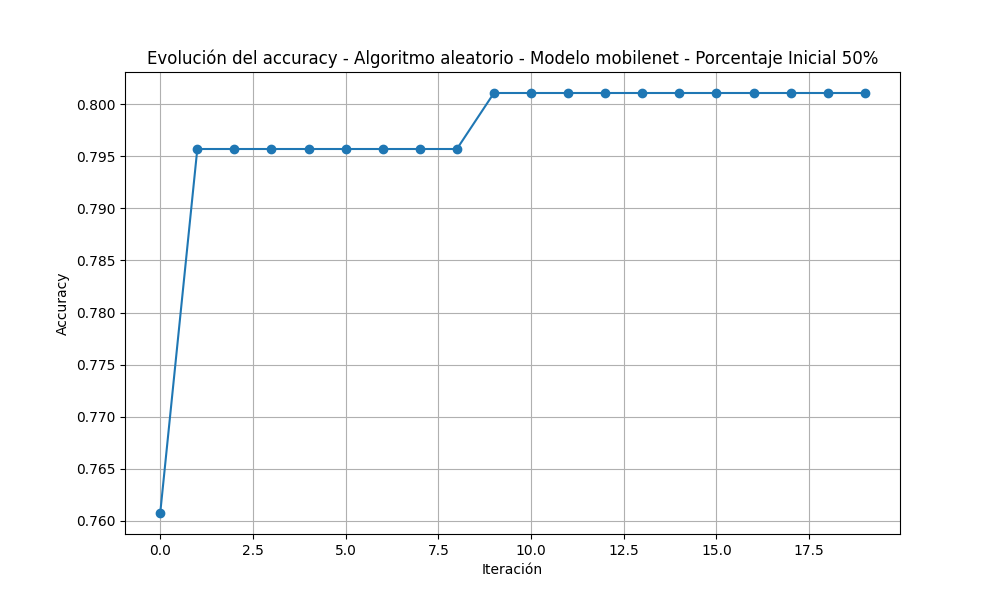 Evolución del accuracy - Algoritmo aleatorio - Modelo mobilenet - Porcentaje Inicial 50%
Accuracy
0.800
0.795
0.790
0.785
0.780
0.775
0.770
0.765
0.760
0.0 2.5 5.0 7.5 10.0 12.5 15.0 17.5
Iteración